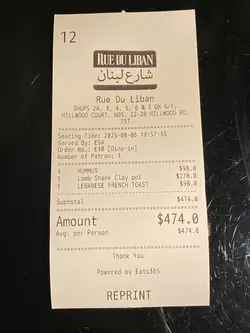 12
RUE DU LIBAN
شارع لبنان
Rue Du Liban
SHOPS 2A, 3, 4, 5, 6 & 7 ON G/F,
HILLWOOD COURT, NOS. 22-28 HILLWOOD RD,
TST
Seating Time: 2025-08-06 19:57:33
Served By: ESA
Order No.: E18 [Dine-in]
Number of Patron: 1
1 HUMMUS $98.0
1 Lamb Shank Clay pot $278.0
1 LEBANESE FRENCH TOAST $98.0
Subtotal $474.0
Amount $474.0
Avg. per Person $474.0
Thank You
Powered by Eats365
REPRINT